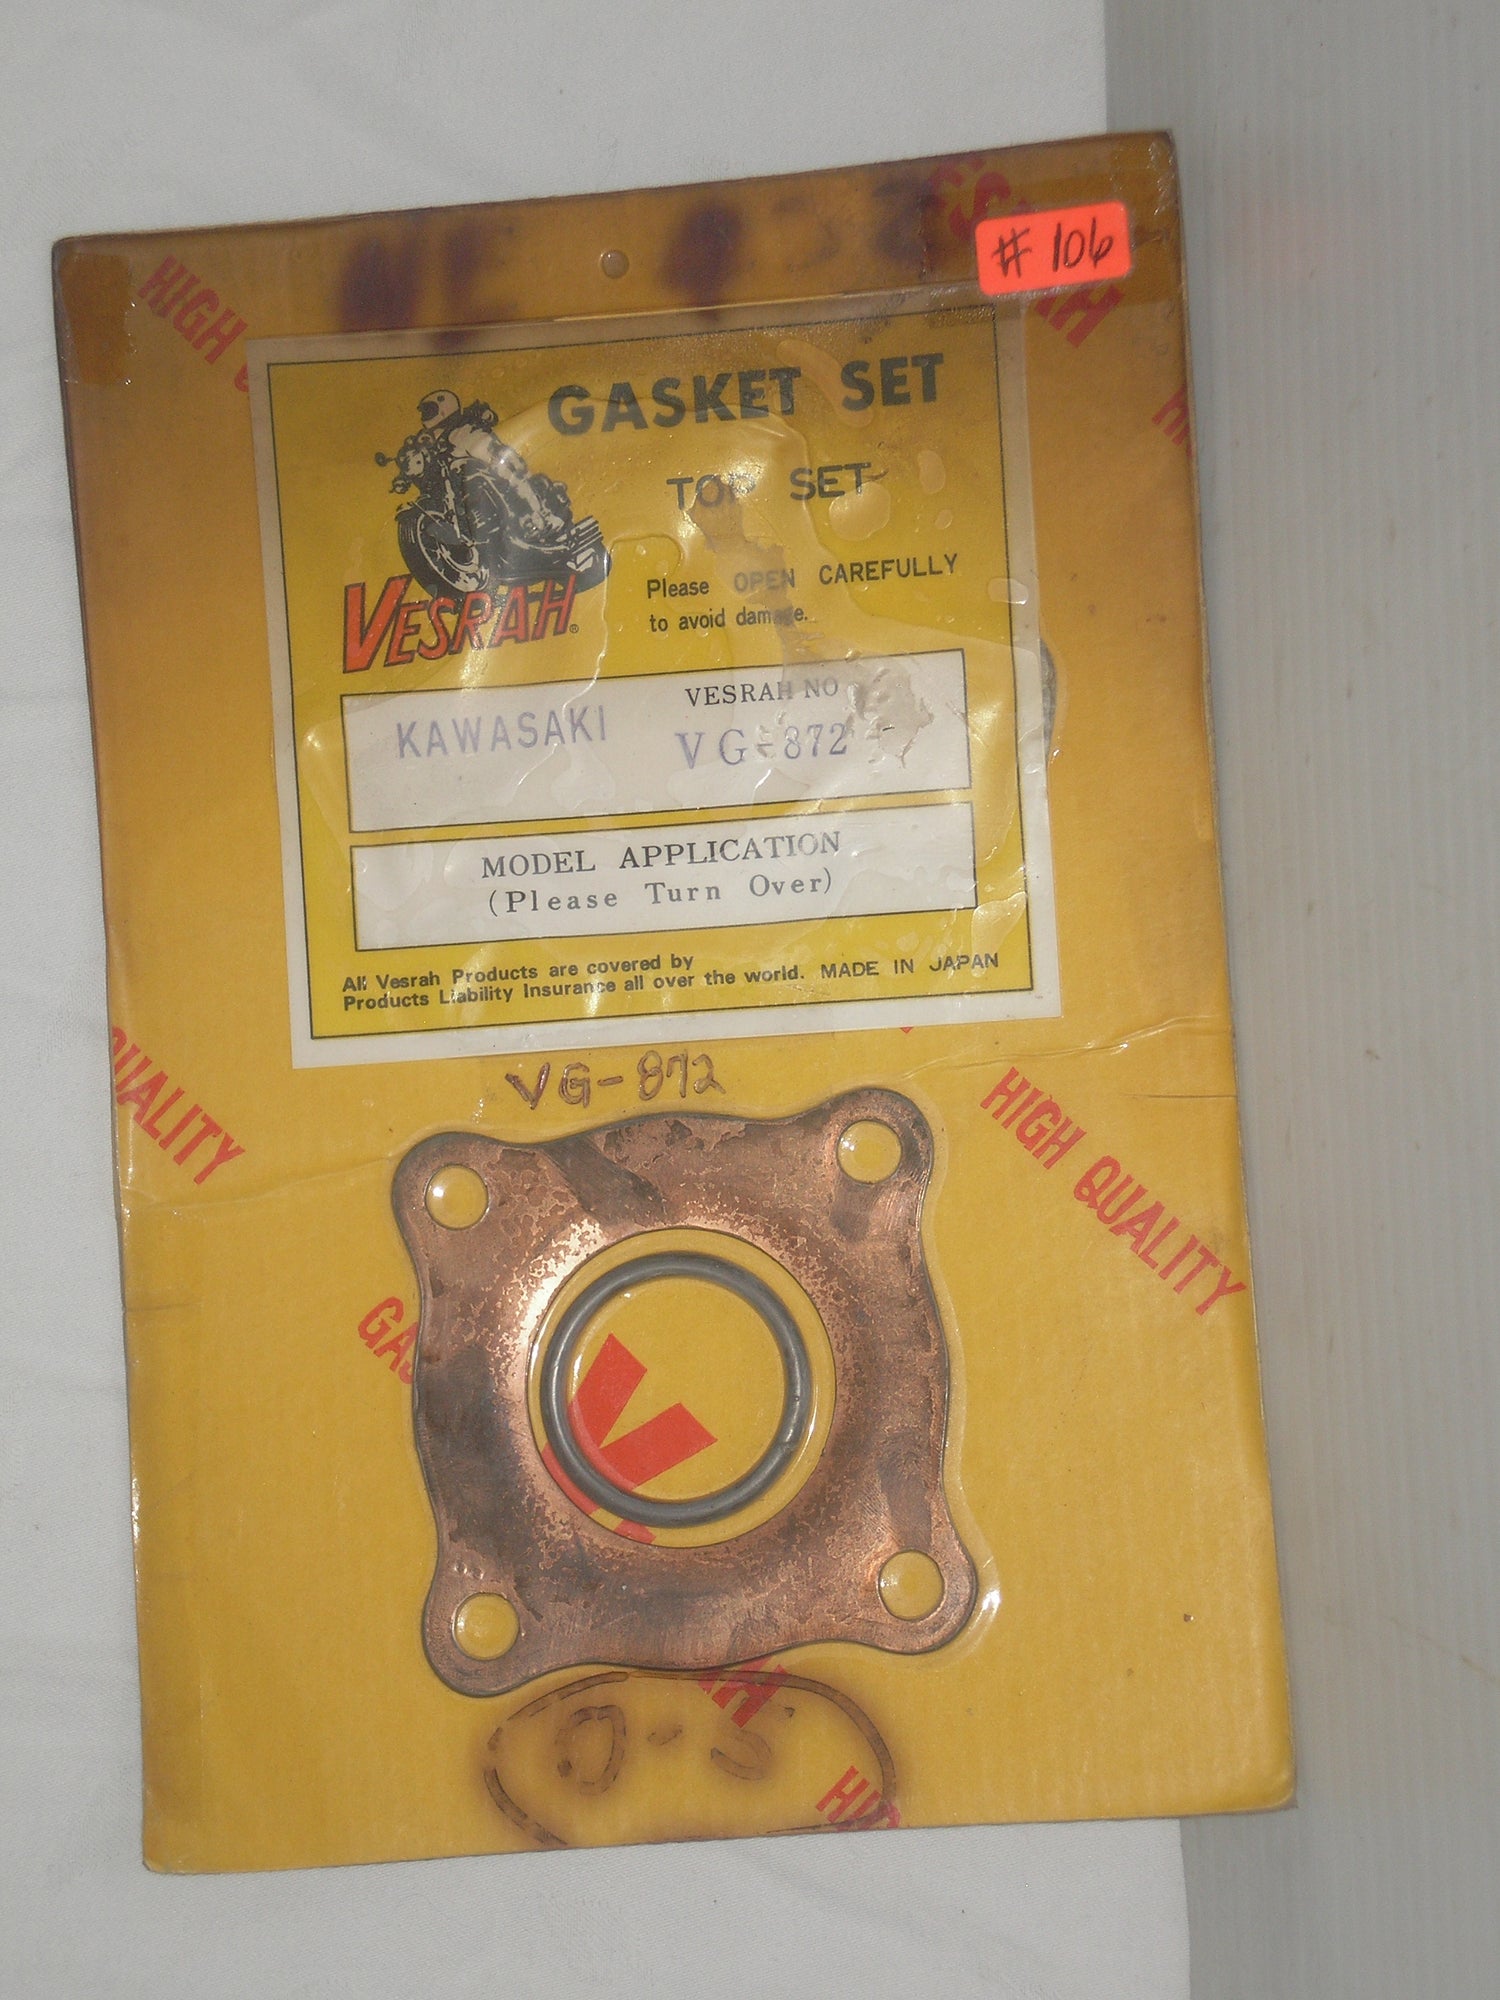 # 106
HIGH
GASKET SET
TOP SET
VESRAH®
Please OPEN CAREFULLY
to avoid damage.
VESRAH NO
KAWASAKI VG-872
MODEL APPLICATION
(Please Turn Over)
All Vesrah Products are covered by
Products Liability Insurance all over the world. MADE IN JAPAN
VG-872
QUALITY
HIGH QUALITY
O-5